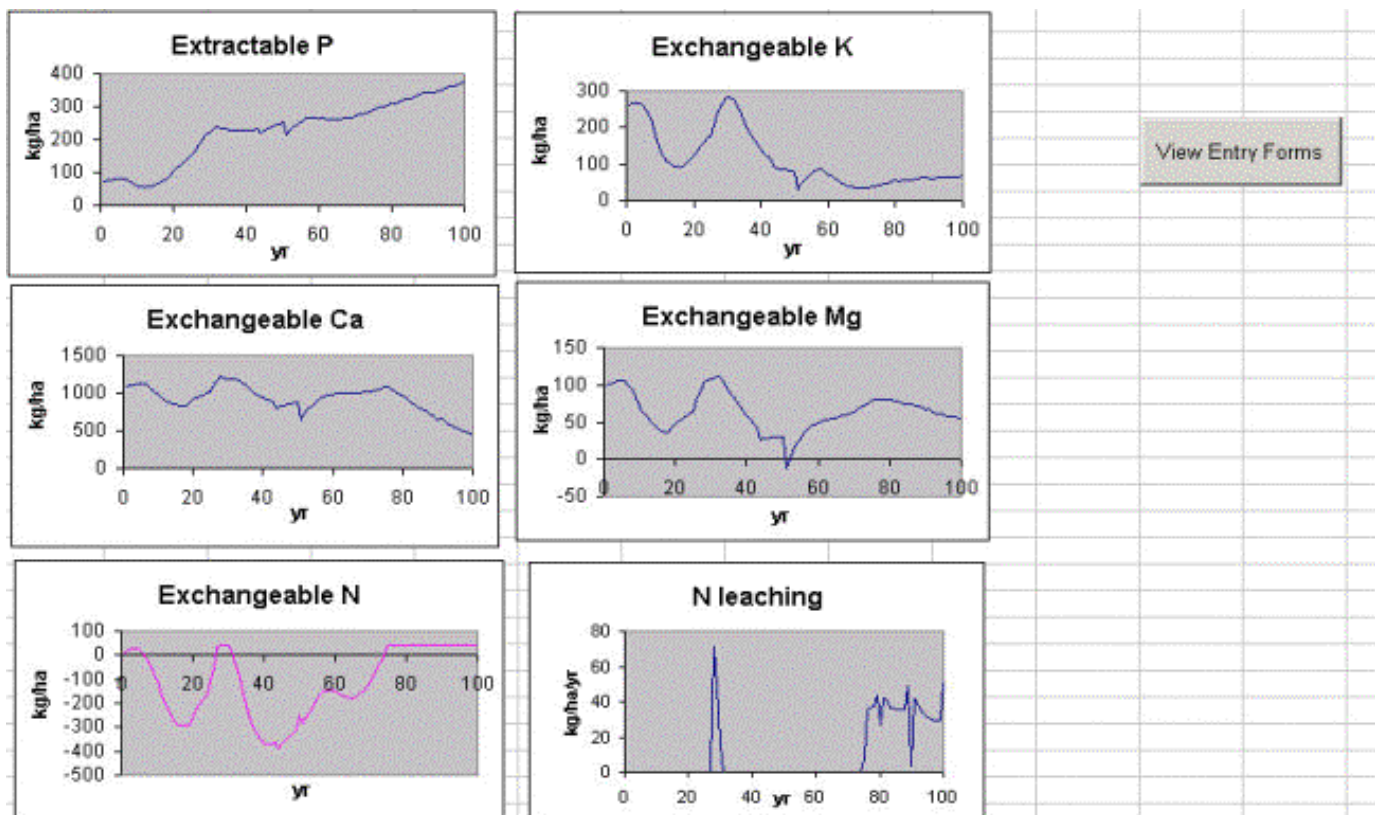 Extractable P
400
300
200
100
0
kg/ha
0 20 40 60 80 100
yr
Exchangeable K
300
200
100
0
kg/ha
0 20 40 60 80 100
yr
View Entry Forms
Exchangeable Ca
1500
1000
500
0
kg/ha
0 20 40 60 80 100
yr
Exchangeable Mg
150
100
50
0
-50
kg/ha
0 20 40 60 80 100
yr
Exchangeable N
100
0
-100
-200
-300
-400
-500
kg/ha
0 20 40 60 80 100
yr
N leaching
80
60
40
20
0
kg/ha/yr
0 20 40 60 80 100
yr